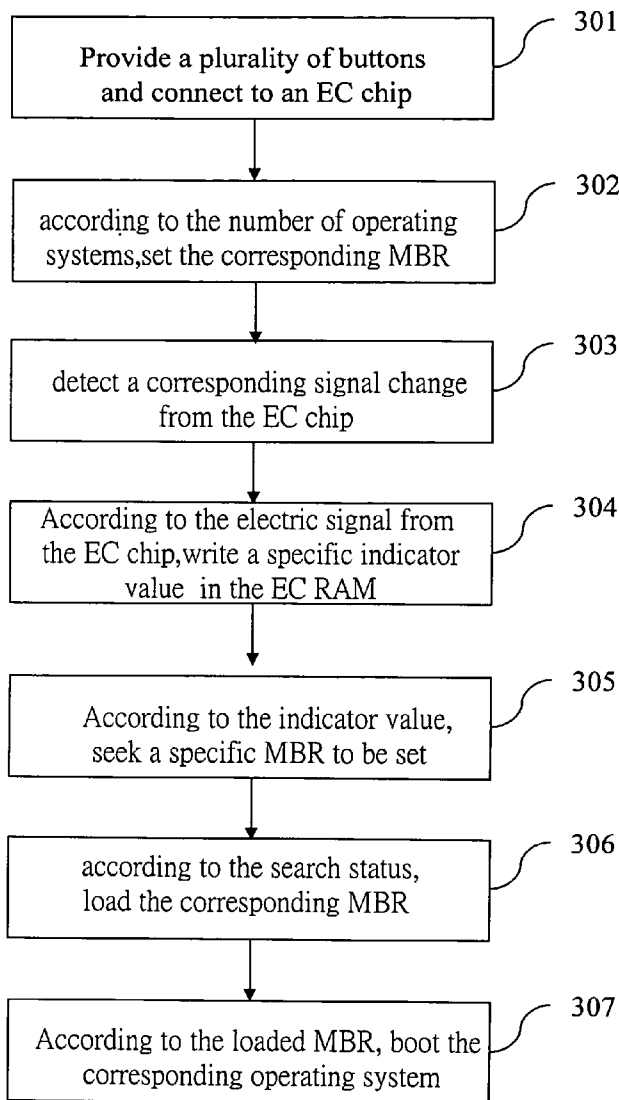 301
Provide a plurality of buttons
and connect to an EC chip
302
according to the number of operating
systems,set the corresponding MBR
303
detect a corresponding signal change
from the EC chip
304
According to the electric signal from
the EC chip,write a specific indicator
value in the EC RAM
305
According to the indicator value,
seek a specific MBR to be set
306
according to the search status,
load the corresponding MBR
307
According to the loaded MBR, boot the
corresponding operating system